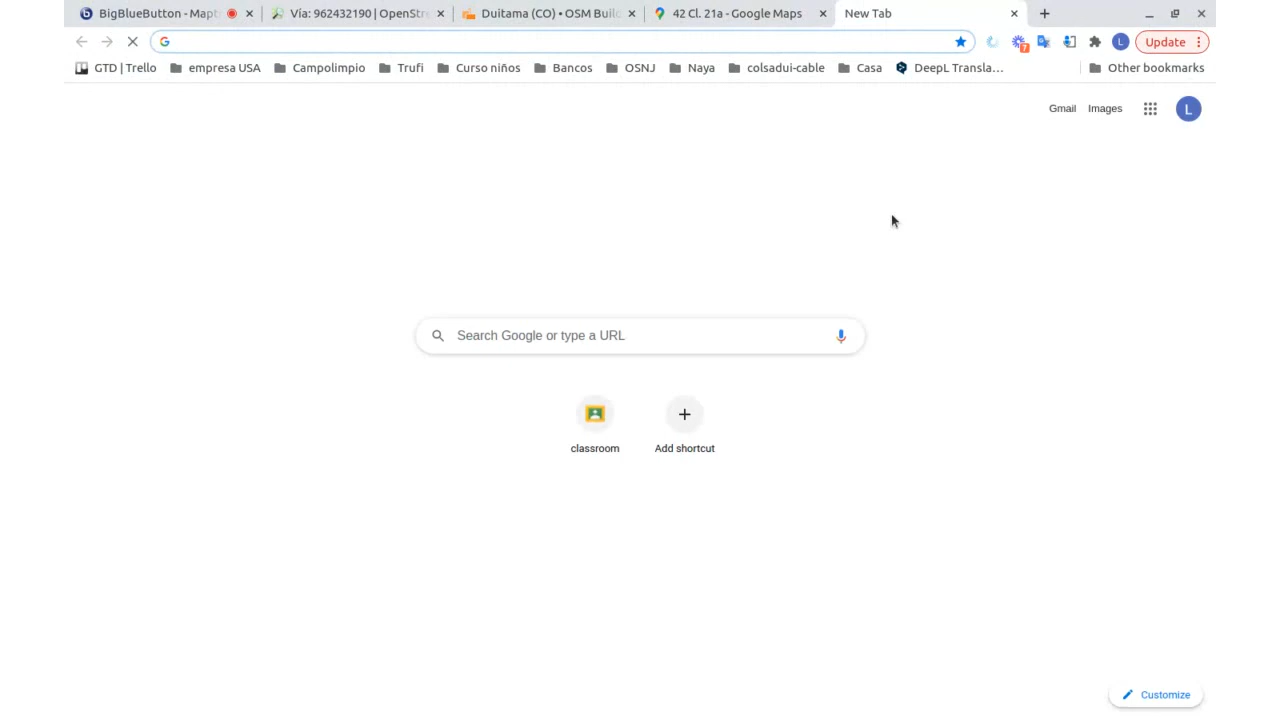 BigBlueButton - Mapt
Vía: 962432190 | OpenStre
Duitama (CO) • OSM Buil
42 Cl. 21a - Google Maps
New Tab
Update
GTD | Trello
empresa USA
Campolimpio
Trufi
Curso niños
Bancos
OSNJ
Naya
colsadui-cable
Casa
DeepL Transla...
Other bookmarks
Gmail
Images
L
Search Google or type a URL
classroom
Add shortcut
Customize